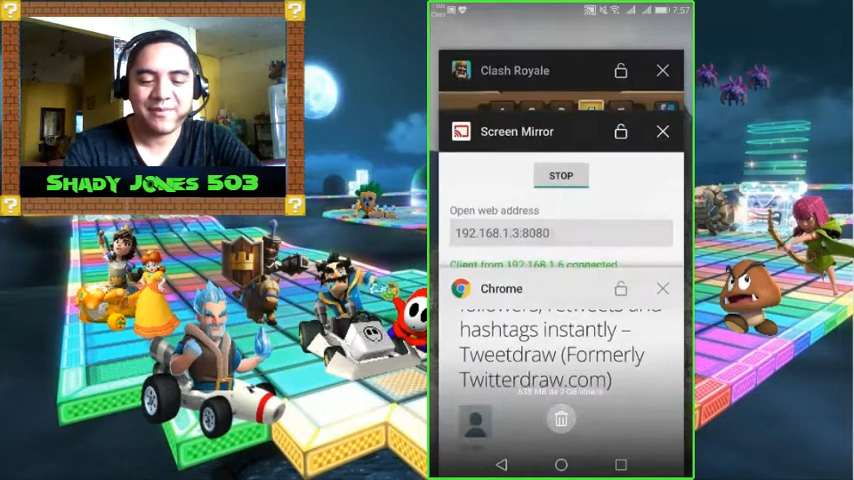 7:57
Claro
Clash Royale
Screen Mirror
STOP
Open web address
192.168.1.3:8080
Client from 192.168.1.6 connected
Chrome
followers, retweets and
hashtags instantly –
Tweetdraw (Formerly
Twitterdraw.com)
SHADY JONES 503